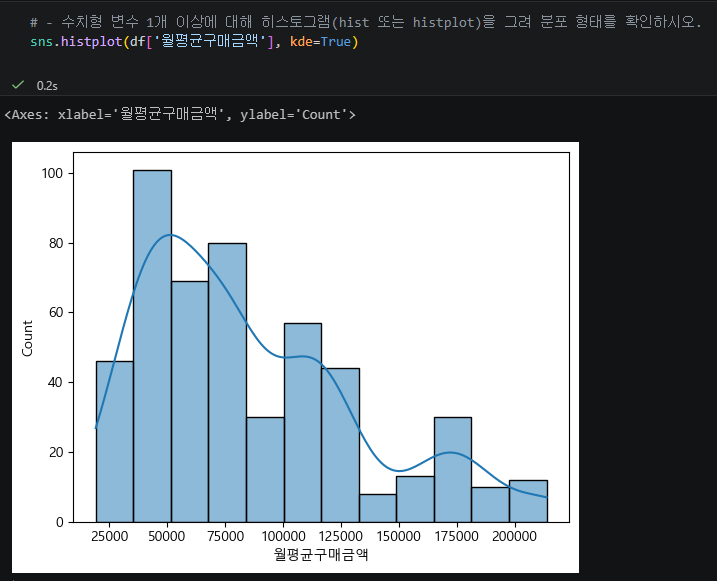 # - 수치형 변수 1개 이상에 대해 히스토그램(hist 또는 histplot)을 그려 분포 형태를 확인하시오.
sns.histplot(df['월평균구매금액'], kde=True)
0.2s
<Axes: xlabel='월평균구매금액', ylabel='Count'>
100
80
60
40
20
0
Count
25000 50000 75000 100000 125000 150000 175000 200000
월평균구매금액